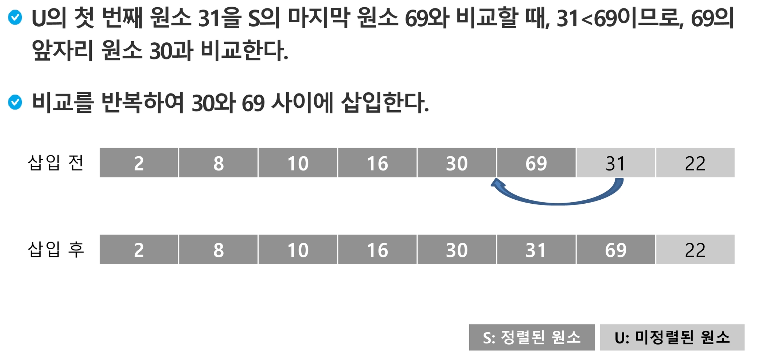 U의 첫 번째 원소 31을 S의 마지막 원소 69와 비교할 때, 31<69이므로, 69의
앞자리 원소 30과 비교한다.
비교를 반복하여 30와 69 사이에 삽입한다.
삽입 전 2 8 10 16 30 69 31 22
삽입 후 2 8 10 16 30 31 69 22
S: 정렬된 원소 U: 미정렬된 원소